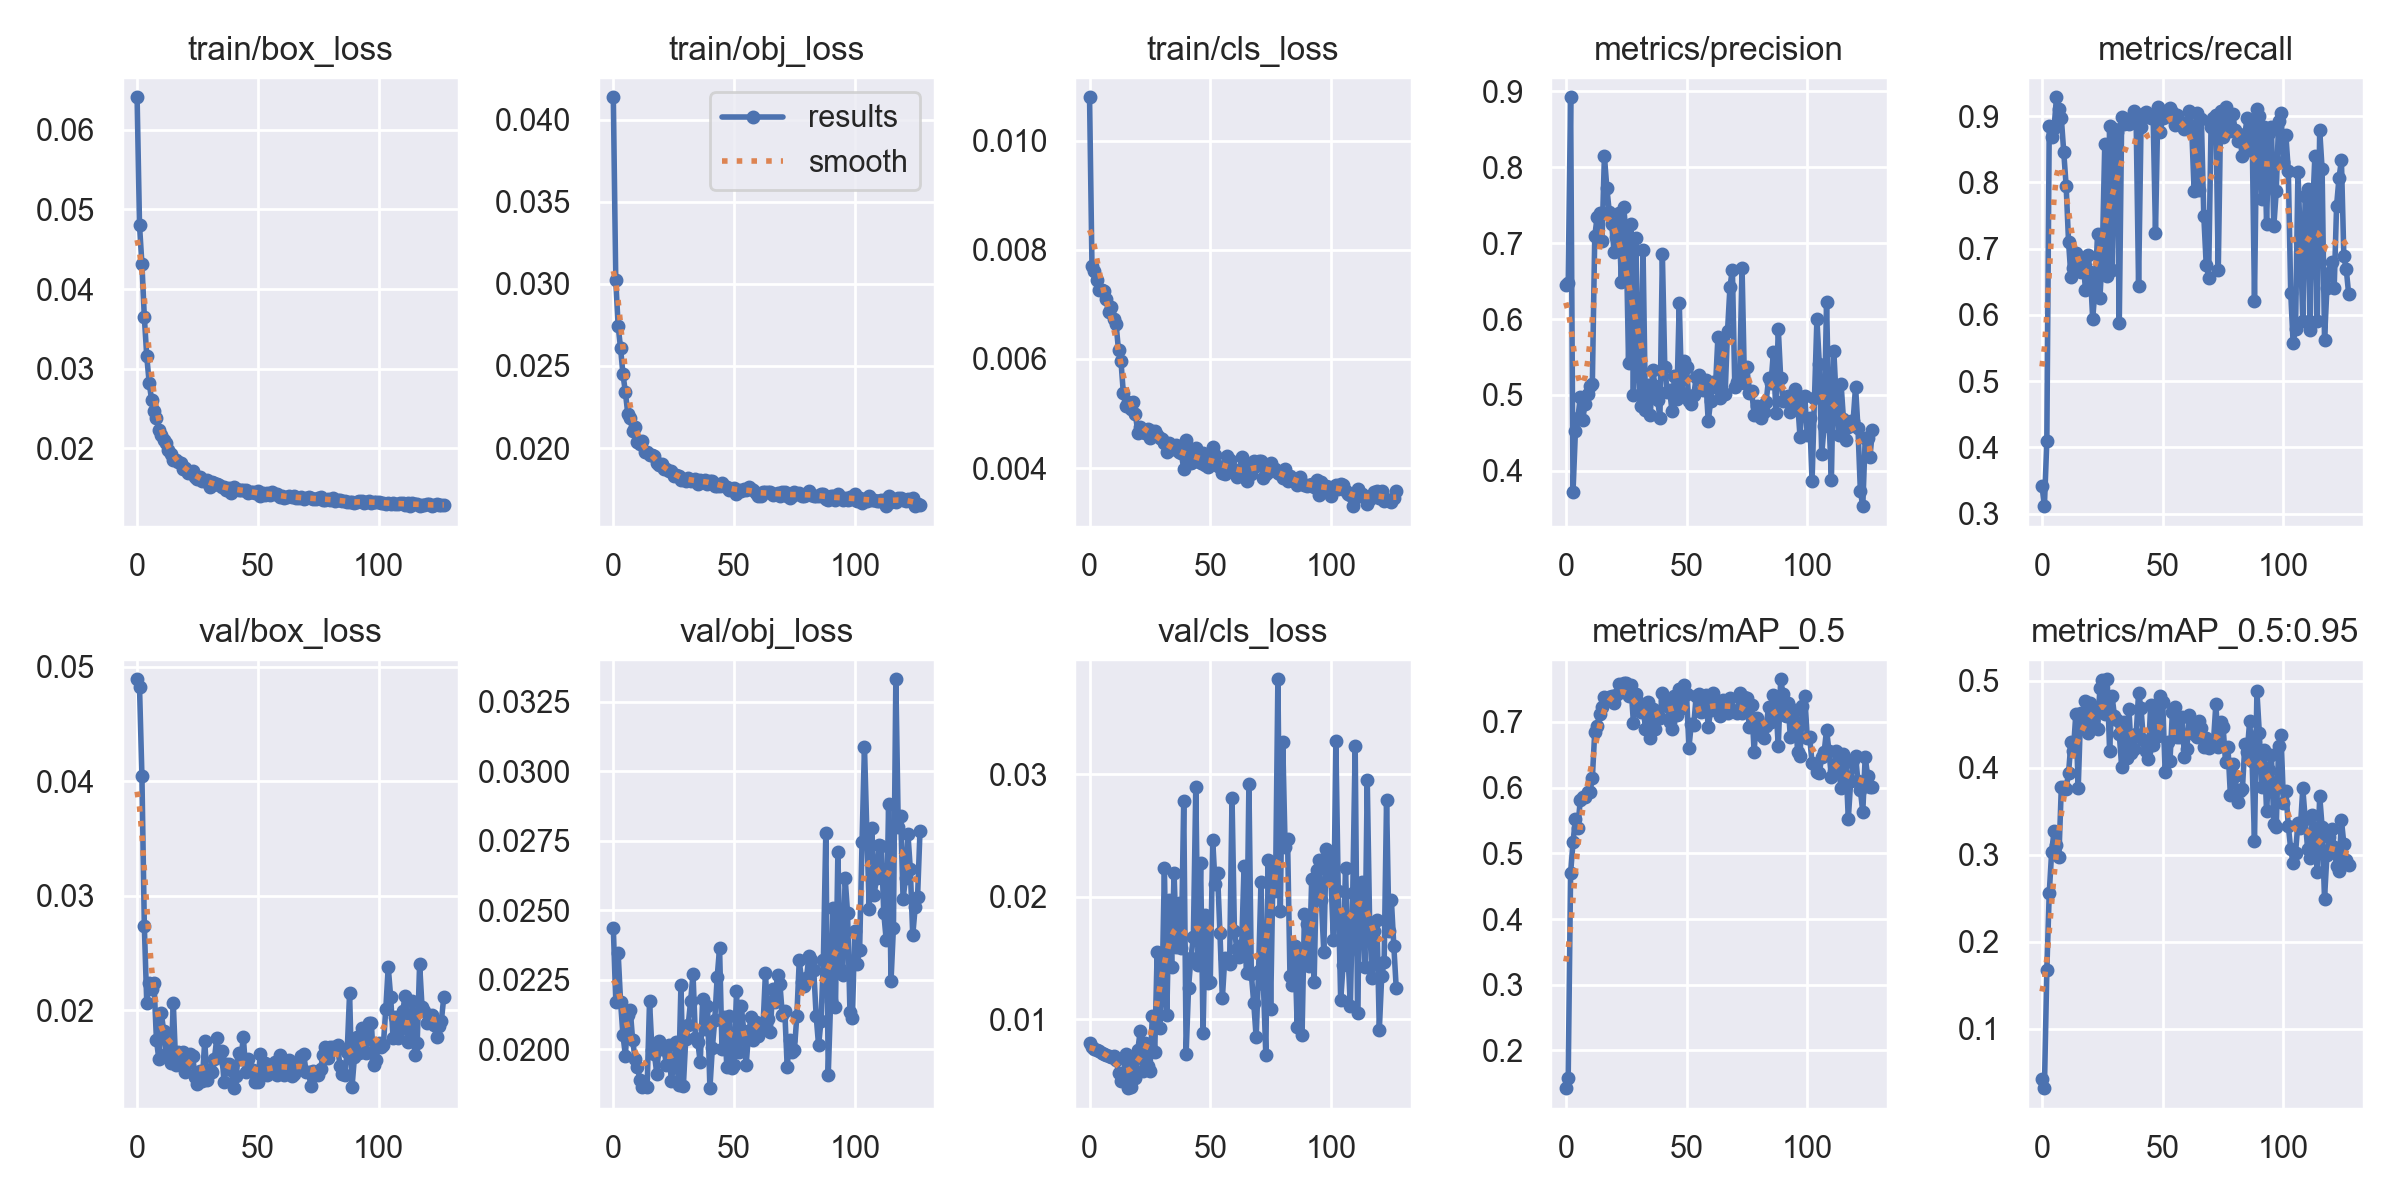 train/box_loss
0.06
0.05
0.04
0.03
0.02
0 50 100
train/obj_loss
results
smooth
0.040
0.035
0.030
0.025
0.020
0 50 100
train/cls_loss
0.010
0.008
0.006
0.004
0 50 100
metrics/precision
0.9
0.8
0.7
0.6
0.5
0.4
0 50 100
metrics/recall
0.9
0.8
0.7
0.6
0.5
0.4
0.3
0 50 100
val/box_loss
0.05
0.04
0.03
0.02
0 50 100
val/obj_loss
0.0325
0.0300
0.0275
0.0250
0.0225
0.0200
0 50 100
val/cls_loss
0.03
0.02
0.01
0 50 100
metrics/mAP_0.5
0.7
0.6
0.5
0.4
0.3
0.2
0 50 100
metrics/mAP_0.5:0.95
0.5
0.4
0.3
0.2
0.1
0 50 100